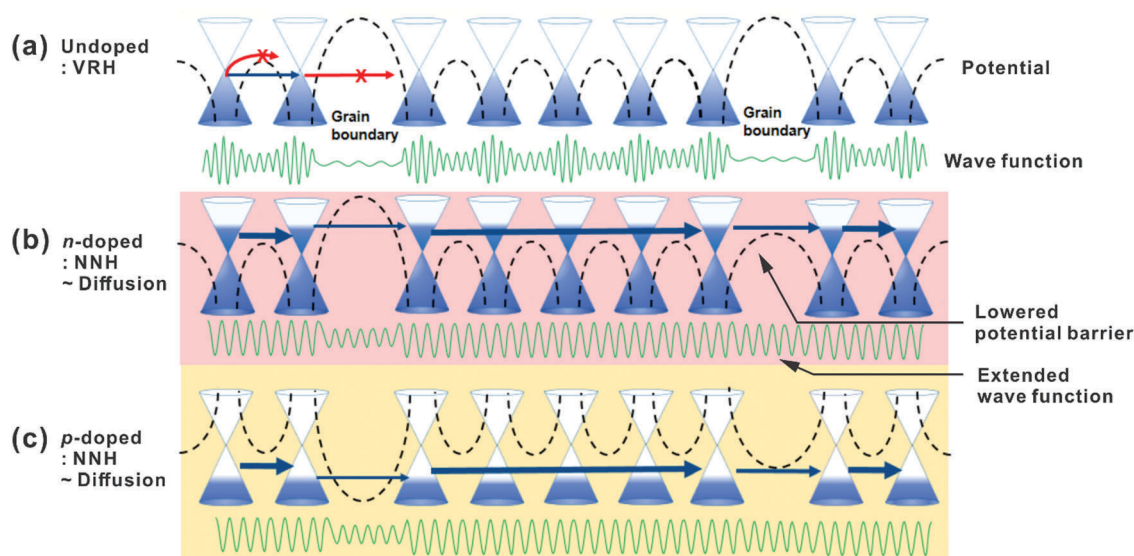 (a) Undoped
: VRH
Grain
boundary
Grain
boundary
Potential
Wave function
(b) n-doped
: NNH
~ Diffusion
Lowered
potential barrier
Extended
wave function
(c) p-doped
: NNH
~ Diffusion